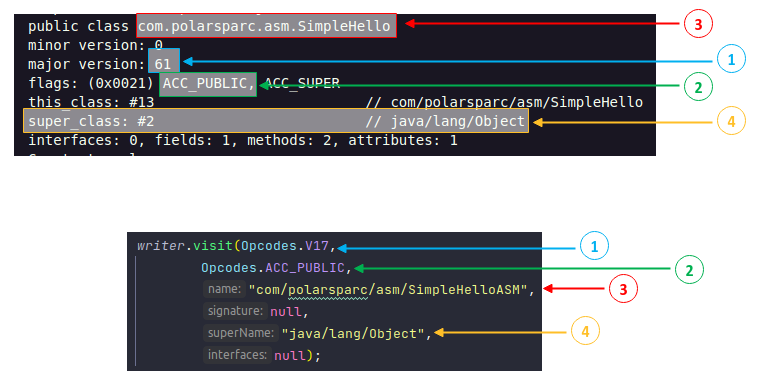 public class com.polarsparc.asm.SimpleHello
3
minor version: 0
major version: 61
1
flags: (0x0021) ACC_PUBLIC, ACC_SUPER
2
this_class: #13 // com/polarsparc/asm/SimpleHello
super_class: #2 // java/lang/Object
4
interfaces: 0, fields: 1, methods: 2, attributes: 1
writer.visit(Opcodes.V17,
1
Opcodes.ACC_PUBLIC,
2
name: "com/polarsparc/asm/SimpleHelloASM",
3
signature: null,
superName: "java/lang/Object",
4
interfaces: null);